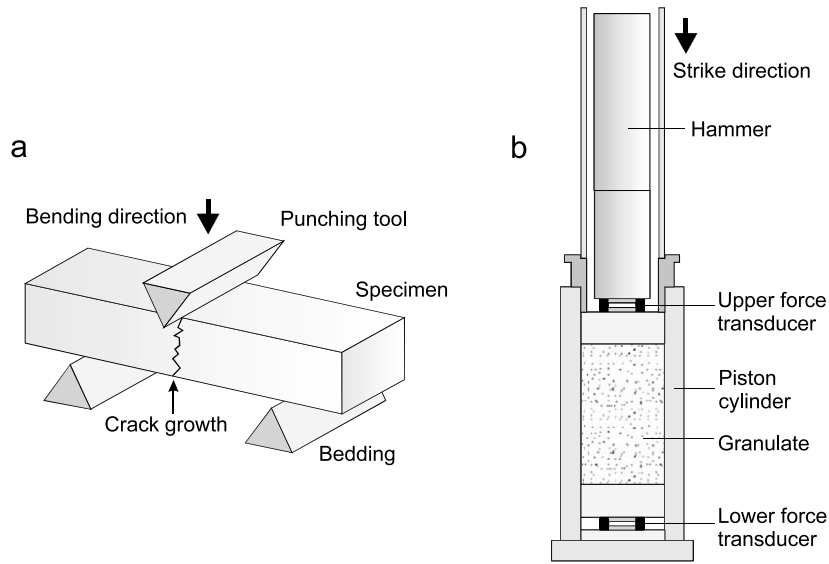 a
Bending direction
Punching tool
Specimen
Crack growth
Bedding
b
Strike direction
Hammer
Upper force
transducer
Piston
cylinder
Granulate
Lower force
transducer